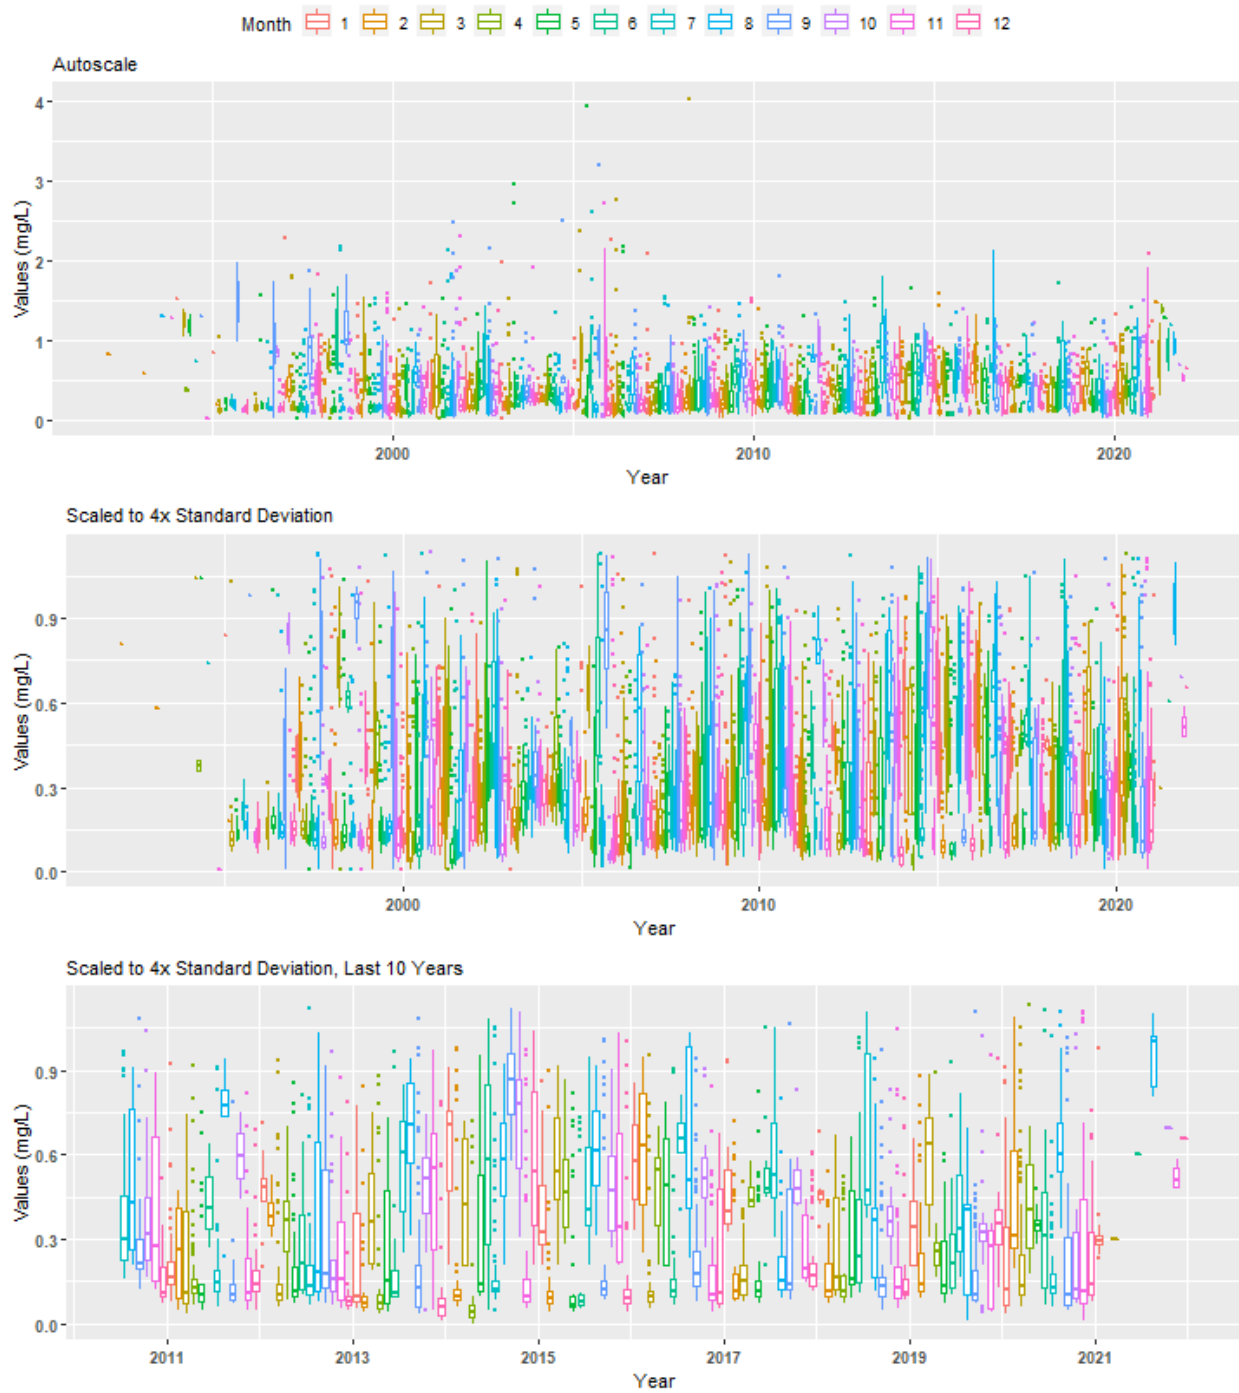 Month 1 2 3 4 5 6 7 8 9 10 11 12
Autoscale
4
3
2
1
0
Values (mg/L)
2000 2010 2020
Year
Scaled to 4x Standard Deviation
0.9
0.6
0.3
0.0
Values (mg/L)
2000 2010 2020
Year
Scaled to 4x Standard Deviation, Last 10 Years
0.9
0.6
0.3
0.0
Values (mg/L)
2011 2013 2015 2017 2019 2021
Year